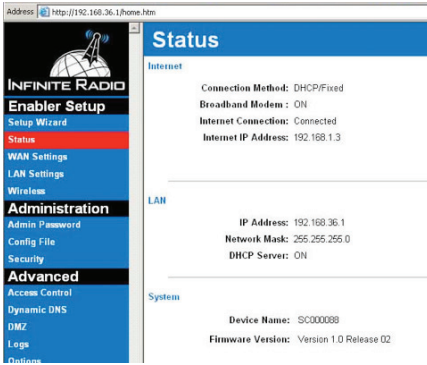 Address http://192.168.36.1/home.htm
INFINITE RADIO
Enabler Setup
Setup Wizard
Status
WAN Settings
LAN Settings
Wireless
Administration
Admin Password
Config File
Security
Advanced
Access Control
Dynamic DNS
DMZ
Logs
Options
Status
Internet
Connection Method: DHCP/Fixed
Broadband Modem : ON
Internet Connection: Connected
Internet IP Address: 192.168.1.3
LAN
IP Address: 192.168.36.1
Network Mask: 255.255.255.0
DHCP Server: ON
System
Device Name: SC000088
Firmware Version: Version 1.0 Release 02